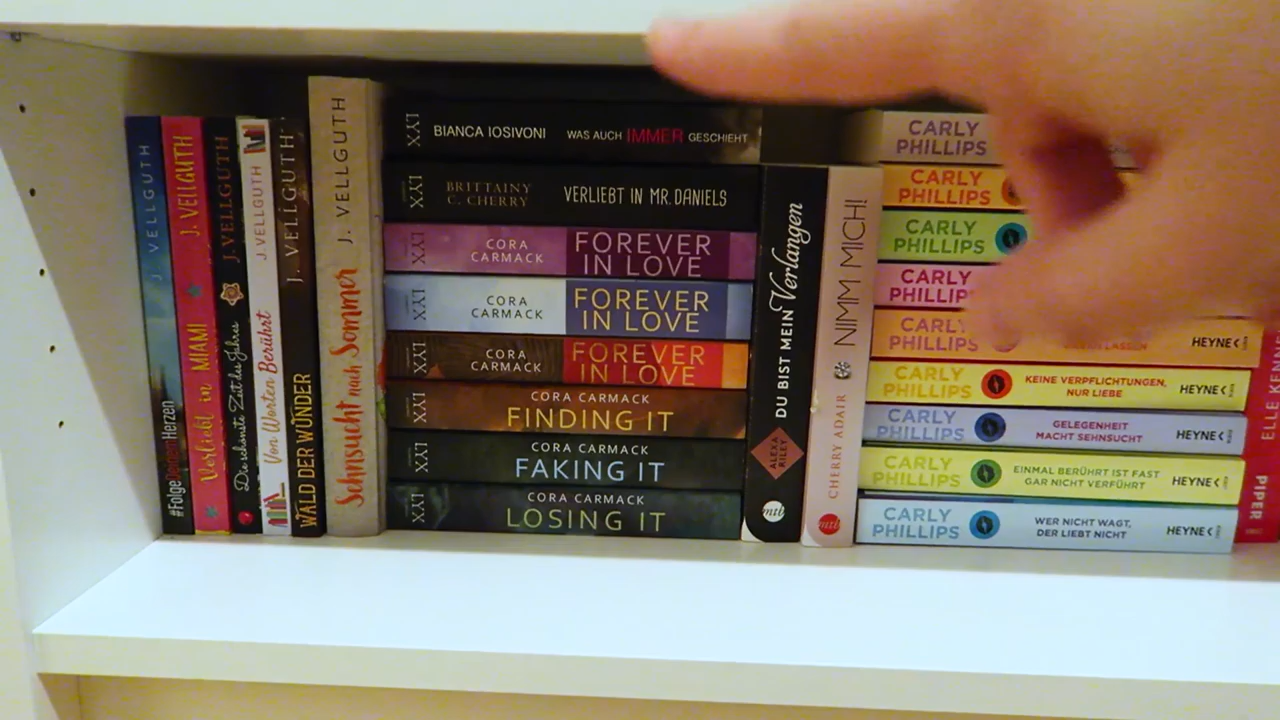 J. VELLGUTH
#FolgedeinemHerzen
J. VELLGUTH
Verliebt in MIAMI
J. VELLGUTH
Die schönste Zeit des Jahres
J. VELLGUTH
Von Worten Berührt
J. VELLGUTH
WALD DER WUNDER
J. VELLGUTH
Sehnsucht nach Sommer
LYX
BIANCA IOSIVONI
WAS AUCH IMMER GESCHIEHT
LYX
BRITTAINY
C. CHERRY
VERLIEBT IN MR. DANIELS
LYX
CORA
CARMACK
FOREVER
IN LOVE
LYX
CORA
CARMACK
FOREVER
IN LOVE
LYX
CORA
CARMACK
FOREVER
IN LOVE
LYX
CORA CARMACK
FINDING IT
LYX
CORA CARMACK
FAKING IT
LYX
CORA CARMACK
LOSING IT
DU BIST MEIN Verlangen
ALEXA
RILEY
mtb
NIMM MICH!
CHERRY ADAIR
mtb
CARLY
PHILLIPS
CARLY
PHILLIPS
CARLY
PHILLIPS
CARLY
PHILLIPS
CARLY
PHILLIPS
HEYNE<
CARLY
PHILLIPS
KEINE VERPFLICHTUNGEN,
NUR LIEBE
HEYNE<
CARLY
PHILLIPS
GELEGENHEIT
MACHT SEHNSUCHT
HEYNE<
CARLY
PHILLIPS
EINMAL BERÜHRT IST FAST
GAR NICHT VERFÜHRT
HEYNE<
CARLY
PHILLIPS
WER NICHT WAGT,
DER LIEBT NICHT
HEYNE<
ELLE
PIPER